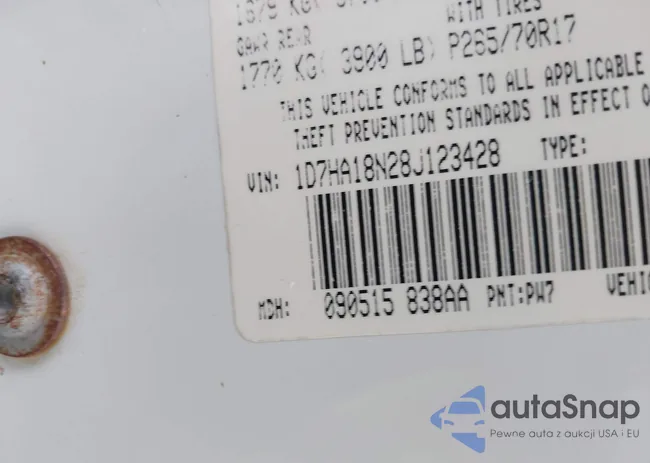 WITH TIRES
GAWR REAR
1770 KG( 3900 LB) P265/70R17
THIS VEHICLE CONFORMS TO ALL APPLICABLE
THEFT PREVENTION STANDARDS IN EFFECT O
VIN: 1D7HA18N28J123428 TYPE:
MDH: 090515 838AA PNT:PW7 VEHI
autaSnap
Pewne auta z aukcji USA i EU